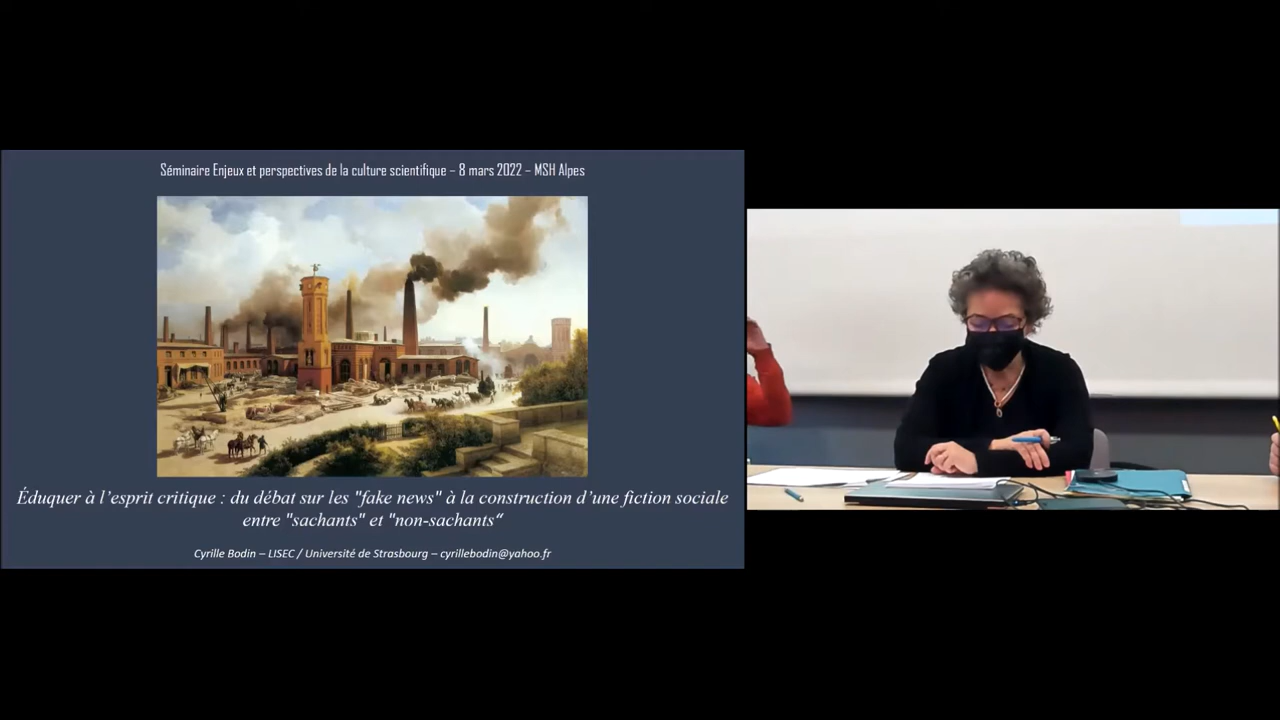 Séminaire Enjeux et perspectives de la culture scientifique – 8 mars 2022 – MSH Alpes
Éduquer à l’esprit critique : du débat sur les "fake news" à la construction d’une fiction sociale
entre "sachants" et "non-sachants“
Cyrille Bodin – LISEC / Université de Strasbourg – cyrillebodin@yahoo.fr